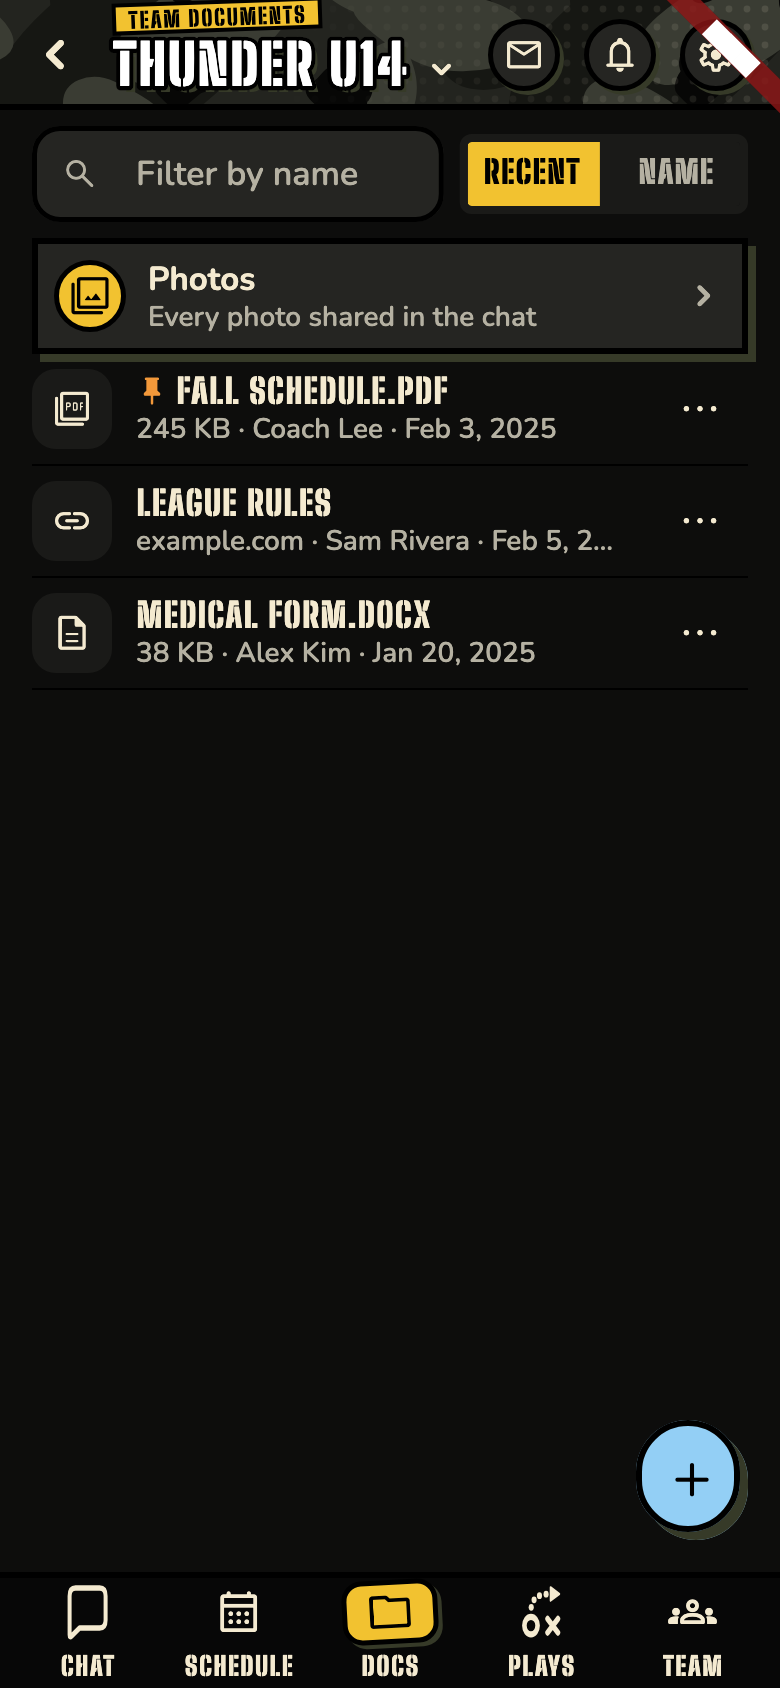 TEAM DOCUMENTS
THUNDER U14
Filter by name
RECENT
NAME
Photos
Every photo shared in the chat
PDF
FALL SCHEDULE.PDF
245 KB · Coach Lee · Feb 3, 2025
LEAGUE RULES
example.com · Sam Rivera · Feb 5, 2...
MEDICAL FORM.DOCX
38 KB · Alex Kim · Jan 20, 2025
CHAT
SCHEDULE
DOCS
PLAYS
TEAM